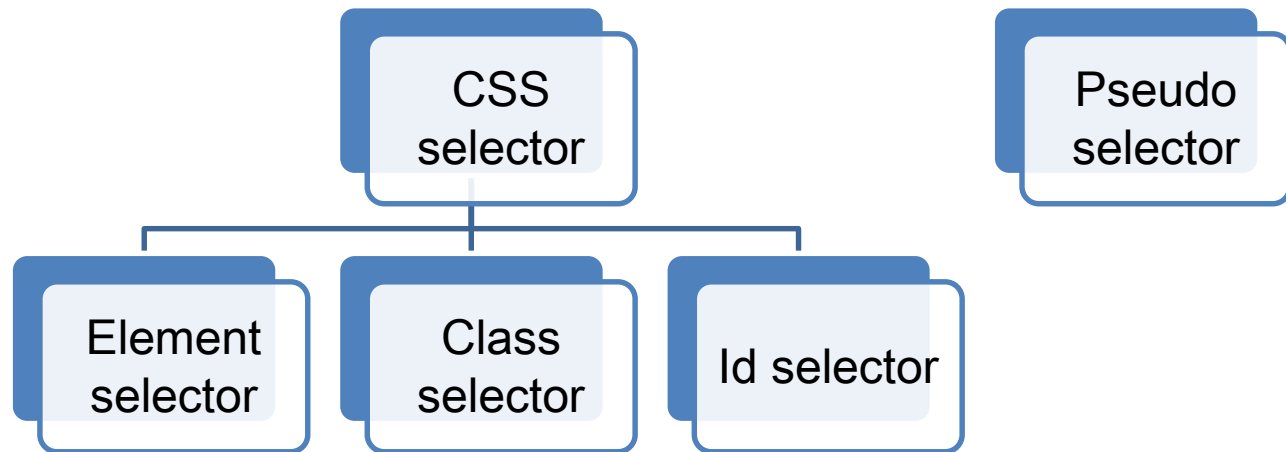 CSS
selector
Pseudo
selector
Element
selector
Class
selector
Id selector